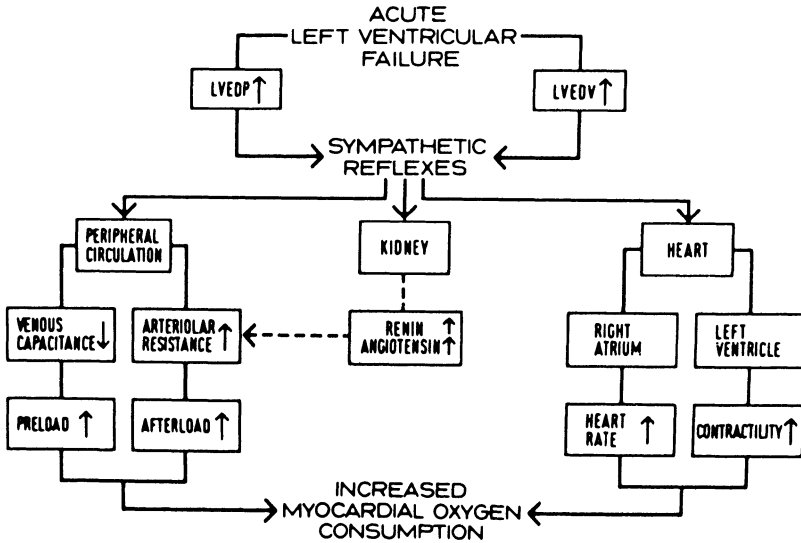 ACUTE
LEFT VENTRICULAR
FAILURE
LVEDP ↑
LVEDV ↑
SYMPATHETIC
REFLEXES
PERIPHERAL
CIRCULATION
KIDNEY
HEART
VENOUS
CAPACITANCE ↓
ARTERIOLAR
RESISTANCE ↑
RENIN ↑
ANGIOTENSIN ↑
RIGHT
ATRIUM
LEFT
VENTRICLE
PRELOAD ↑
AFTERLOAD ↑
HEART
RATE ↑
CONTRACTILITY ↑
INCREASED
MYOCARDIAL OXYGEN
CONSUMPTION